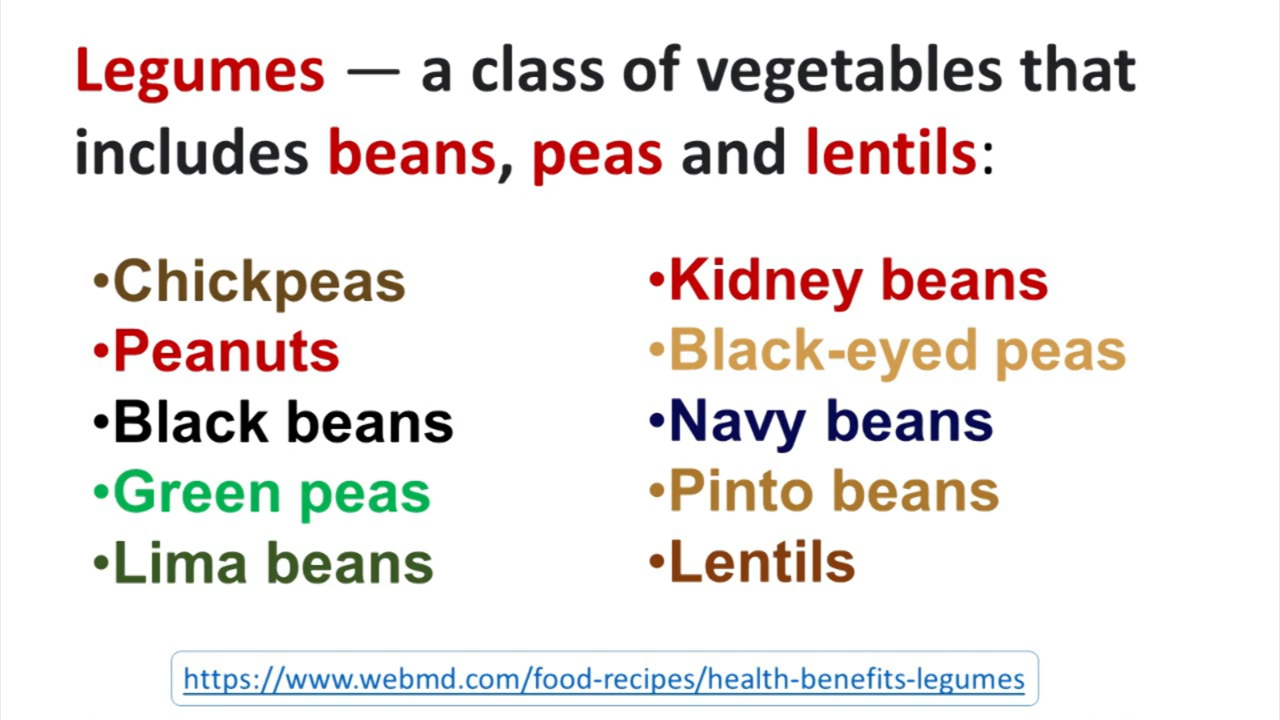 Legumes — a class of vegetables that
includes beans, peas and lentils:
•Chickpeas
•Peanuts
•Black beans
•Green peas
•Lima beans
•Kidney beans
•Black-eyed peas
•Navy beans
•Pinto beans
•Lentils
https://www.webmd.com/food-recipes/health-benefits-legumes